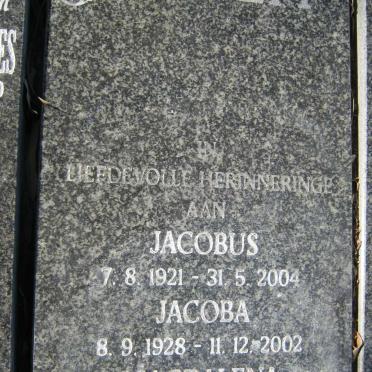 IN
LIEFDEVOLLE HERINNERINGE
AAN
JACOBUS
7. 8. 1921 - 31. 5. 2004
JACOBA
8. 9. 1928 - 11. 12. 2002